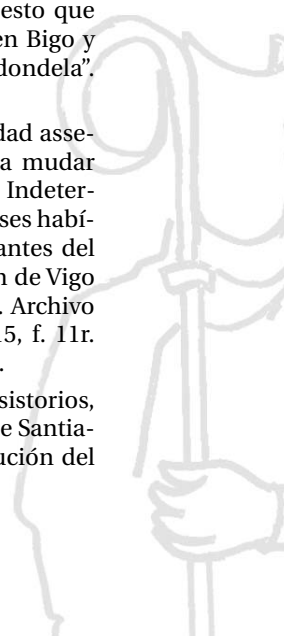 esto que
en Bigo y
dondela”.
dad asse-
a mudar
Indeter-
ses habí-
antes del
n de Vigo
. Archivo
15, f. 11r.
.
sistorios,
e Santia-
ución del